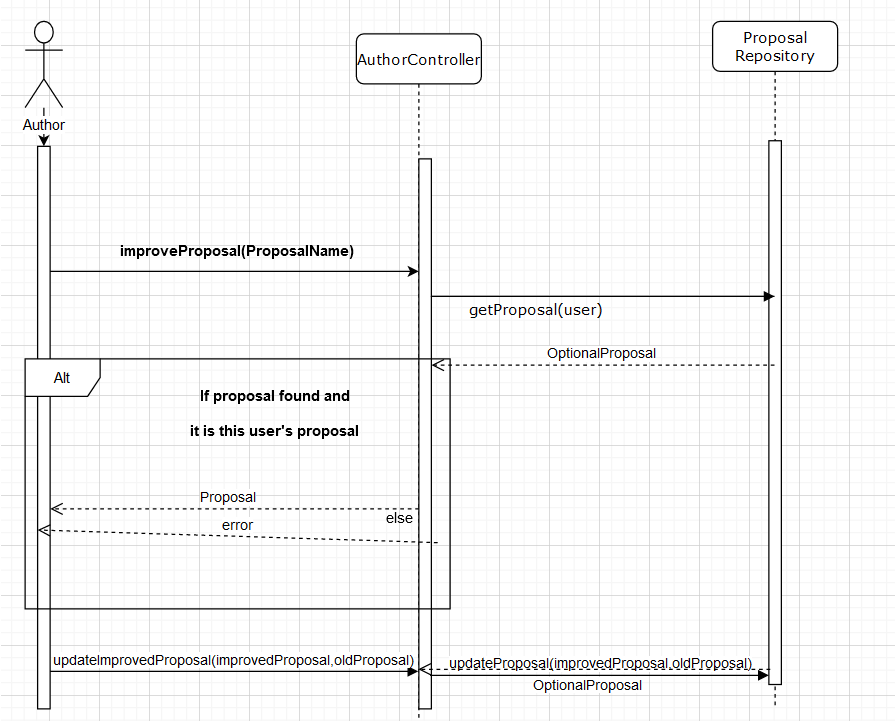 Proposal
Repository
AuthorController
Author
improveProposal(ProposalName)
getProposal(user)
OptionalProposal
Alt
If proposal found and
it is this user's proposal
Proposal
else
error
updateImprovedProposal(improvedProposal,oldProposal)
updateProposal(improvedProposal,oldProposal)
OptionalProposal